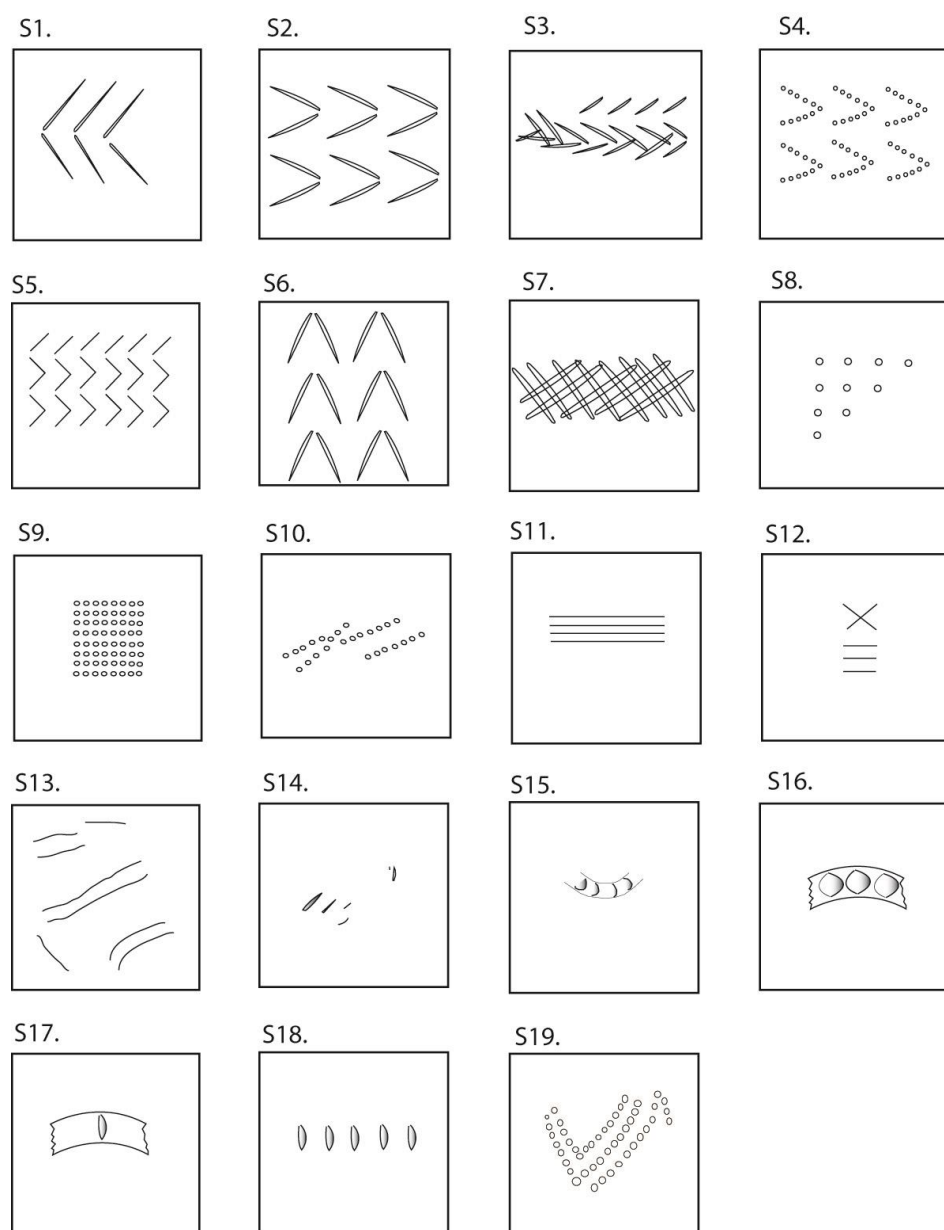 S1. S2. S3. S4.
S5. S6. S7. S8.
S9. S10. S11. S12.
S13. S14. S15. S16.
S17. S18. S19.